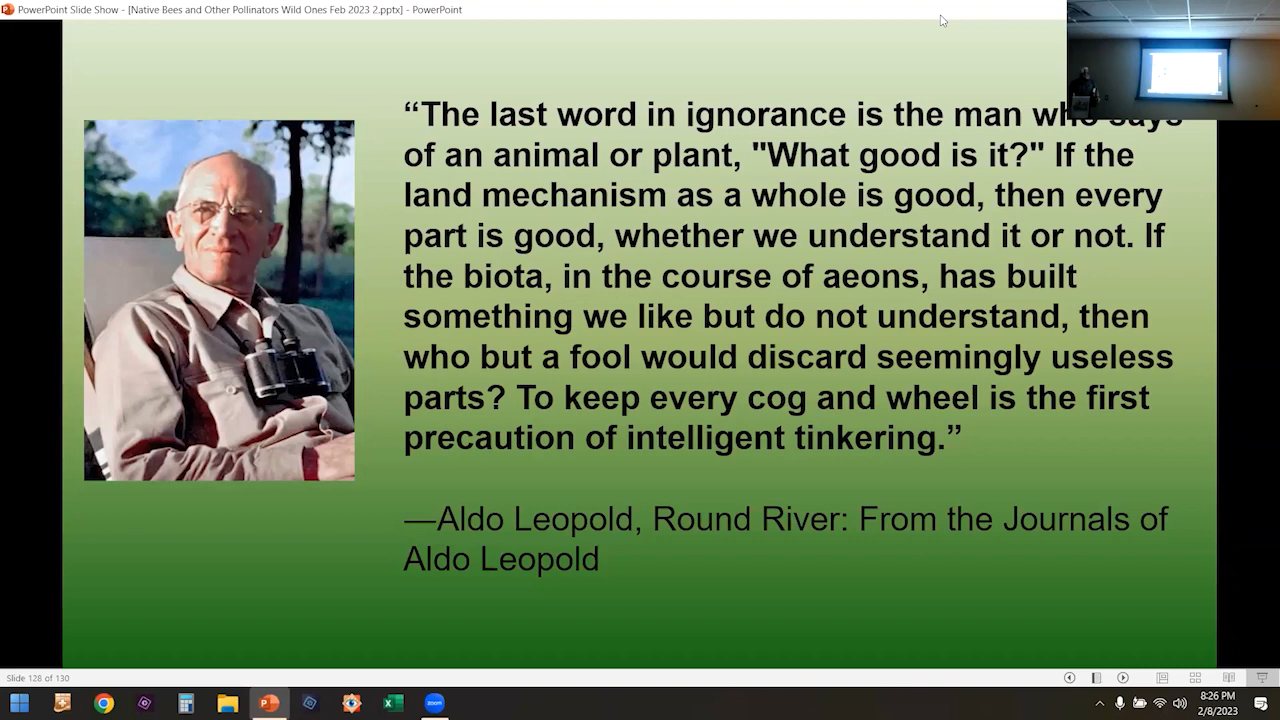 PowerPoint Slide Show - [Native Bees and Other Pollinators Wild Ones Feb 2023 2.pptx] - PowerPoint
“The last word in ignorance is the man who says
of an animal or plant, "What good is it?" If the
land mechanism as a whole is good, then every
part is good, whether we understand it or not. If
the biota, in the course of aeons, has built
something we like but do not understand, then
who but a fool would discard seemingly useless
parts? To keep every cog and wheel is the first
precaution of intelligent tinkering.”
—Aldo Leopold, Round River: From the Journals of
Aldo Leopold
Slide 128 of 130
zoom
8:26 PM
2/8/2023